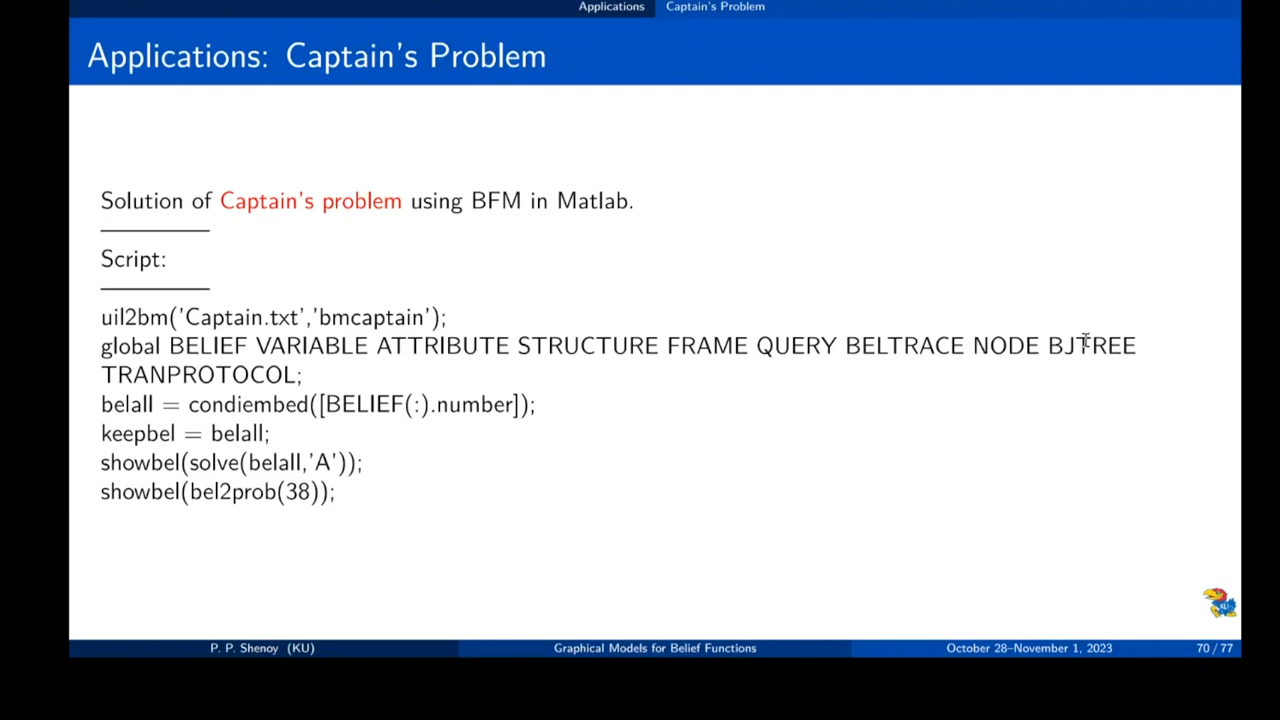 Applications Captain's Problem
Applications: Captain's Problem
Solution of Captain's problem using BFM in Matlab.
Script:
uil2bm('Captain.txt','bmcaptain');
global BELIEF VARIABLE ATTRIBUTE STRUCTURE FRAME QUERY BELTRACE NODE BJTREE
TRANPROTOCOL;
belall = condiembed([BELIEF(:).number]);
keepbel = belall;
showbel(solve(belall,'A'));
showbel(bel2prob(38));
KU
P. P. Shenoy (KU) Graphical Models for Belief Functions October 28–November 1, 2023 70 / 77